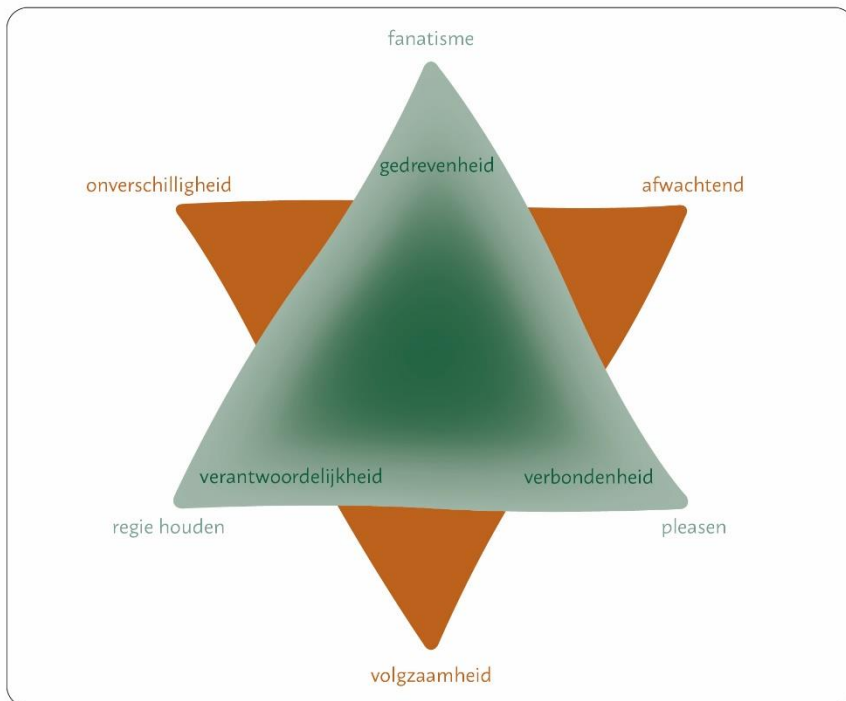 fanatisme
gedrevenheid
onverschilligheid
afwachtend
verantwoordelijkheid
verbondenheid
regie houden
pleasen
volgzaamheid